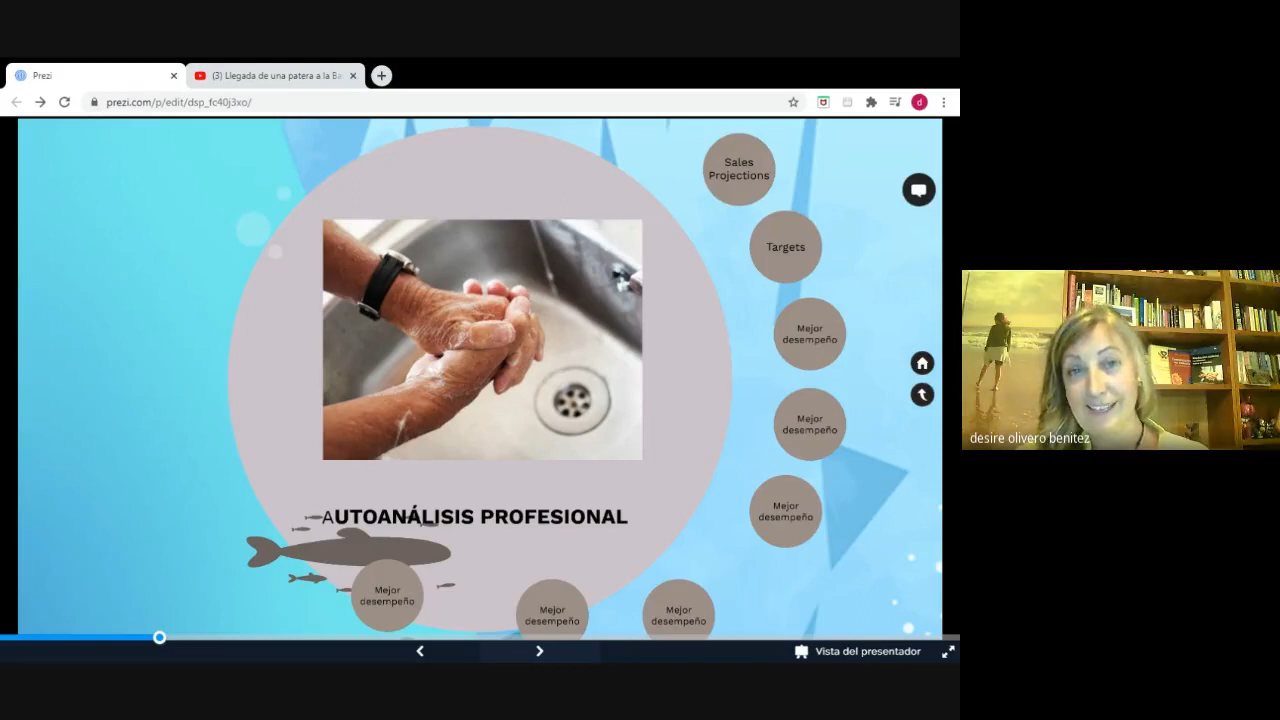 Prezi
(3) Llegada de una patera a la Ba
prezi.com/p/edit/dsp_fc40j3xo/
d
Sales
Projections
Targets
Mejor
desempeño
Mejor
desempeño
Mejor
desempeño
AUTOANÁLISIS PROFESIONAL
Mejor
desempeño
Mejor
desempeño
Mejor
desempeño
Vista del presentador
desire olivero benitez